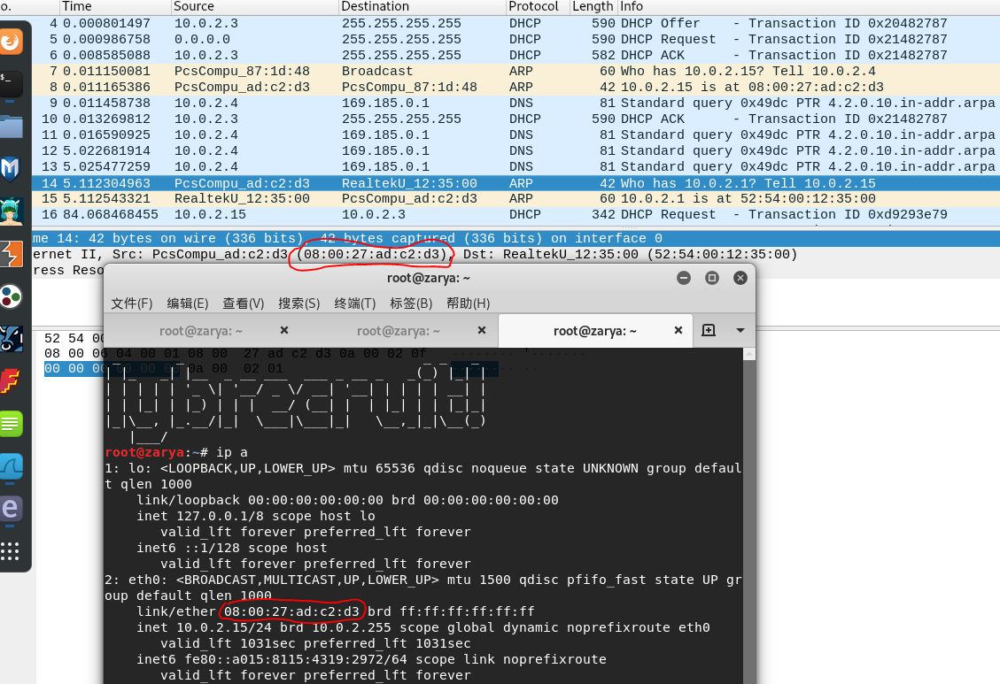 o. Time Source Destination Protocol Length Info
4 0.000801497 10.0.2.3 255.255.255.255 DHCP 590 DHCP Offer - Transaction ID 0x20482787
5 0.000986758 0.0.0.0 255.255.255.255 DHCP 590 DHCP Request - Transaction ID 0x21482787
6 0.008585088 10.0.2.3 255.255.255.255 DHCP 582 DHCP ACK - Transaction ID 0x21482787
7 0.011150081 PcsCompu_87:1d:48 Broadcast ARP 60 Who has 10.0.2.15? Tell 10.0.2.4
8 0.011165386 PcsCompu_ad:c2:d3 PcsCompu_87:1d:48 ARP 42 10.0.2.15 is at 08:00:27:ad:c2:d3
9 0.011458738 10.0.2.4 169.185.0.1 DNS 81 Standard query 0x49dc PTR 4.2.0.10.in-addr.arpa
10 0.013269812 10.0.2.3 255.255.255.255 DHCP 590 DHCP ACK - Transaction ID 0x21482787
11 0.016590925 10.0.2.4 169.185.0.1 DNS 81 Standard query 0x49dc PTR 4.2.0.10.in-addr.arpa
12 5.022681914 10.0.2.4 169.185.0.1 DNS 81 Standard query 0x49dc PTR 4.2.0.10.in-addr.arpa
13 5.025477259 10.0.2.4 169.185.0.1 DNS 81 Standard query 0x49dc PTR 4.2.0.10.in-addr.arpa
14 5.112304963 PcsCompu_ad:c2:d3 RealtekU_12:35:00 ARP 42 Who has 10.0.2.1? Tell 10.0.2.15
15 5.112543321 RealtekU_12:35:00 PcsCompu_ad:c2:d3 ARP 60 10.0.2.1 is at 52:54:00:12:35:00
16 84.068468455 10.0.2.15 10.0.2.3 DHCP 342 DHCP Request - Transaction ID 0xd9293e79
me 14: 42 bytes on wire (336 bits), 42 bytes captured (336 bits) on interface 0
ernet II, Src: PcsCompu_ad:c2:d3 (08:00:27:ad:c2:d3), Dst: RealtekU_12:35:00 (52:54:00:12:35:00)
ress Reso
root@zarya: ~
文件(F) 编辑(E) 查看(V) 搜索(S) 终端(T) 标签(B) 帮助(H)
root@zarya: ~ root@zarya: ~ root@zarya: ~
52 54 00
08 00 06 04 00 01 08 00 27 ad c2 d3 0a 00 02 0f
00 00 00 00 00 00 0a 00 02 01
root@zarya:~# ip a
1: lo: <LOOPBACK,UP,LOWER_UP> mtu 65536 qdisc noqueue state UNKNOWN group defaul
t qlen 1000
link/loopback 00:00:00:00:00:00 brd 00:00:00:00:00:00
inet 127.0.0.1/8 scope host lo
valid_lft forever preferred_lft forever
inet6 ::1/128 scope host
valid_lft forever preferred_lft forever
2: eth0: <BROADCAST,MULTICAST,UP,LOWER_UP> mtu 1500 qdisc pfifo_fast state UP gr
oup default qlen 1000
link/ether 08:00:27:ad:c2:d3 brd ff:ff:ff:ff:ff:ff
inet 10.0.2.15/24 brd 10.0.2.255 scope global dynamic noprefixroute eth0
valid_lft 1031sec preferred_lft 1031sec
inet6 fe80::a015:8115:4319:2972/64 scope link noprefixroute
valid_lft forever preferred_lft forever